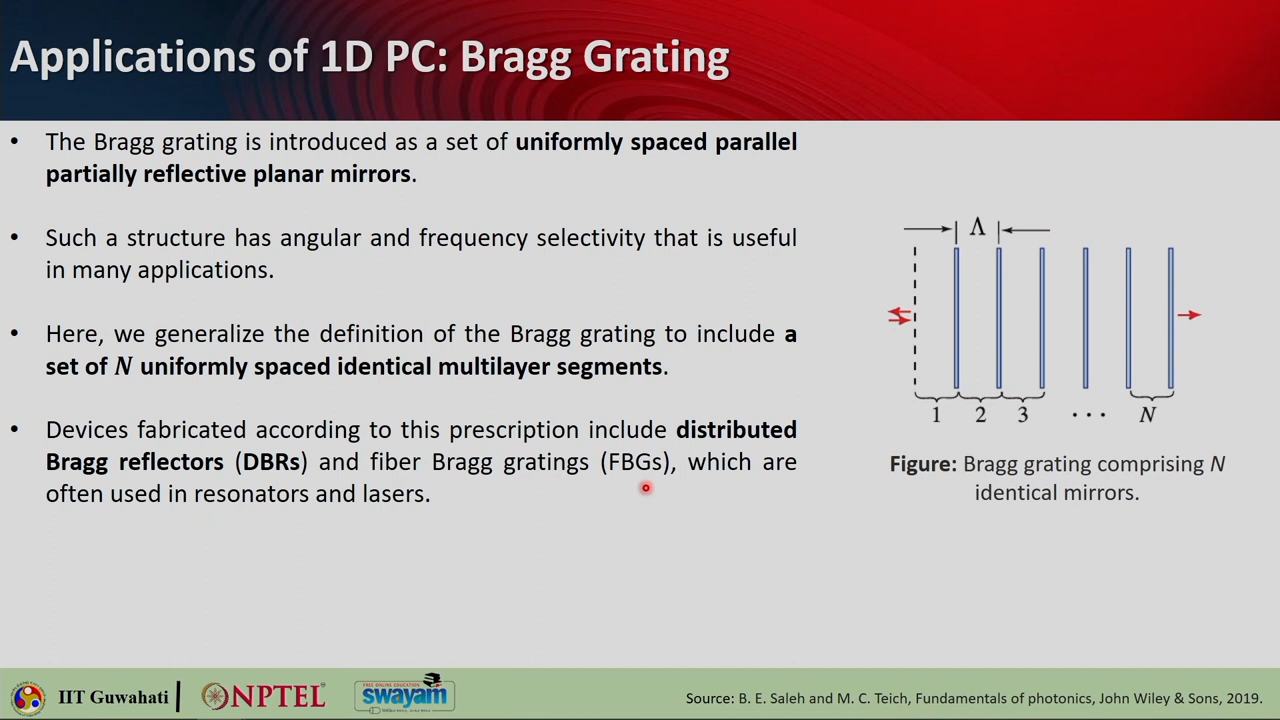 Applications of 1D PC: Bragg Grating
• The Bragg grating is introduced as a set of uniformly spaced parallel
partially reflective planar mirrors.
• Such a structure has angular and frequency selectivity that is useful
in many applications.
• Here, we generalize the definition of the Bragg grating to include a
set of N uniformly spaced identical multilayer segments.
• Devices fabricated according to this prescription include distributed
Bragg reflectors (DBRs) and fiber Bragg gratings (FBGs), which are
often used in resonators and lasers.
Λ
1 2 3 ... N
Figure: Bragg grating comprising N
identical mirrors.
IIT Guwahati
NPTEL
FREE ONLINE EDUCATION
swayam
Source: B. E. Saleh and M. C. Teich, Fundamentals of photonics, John Wiley & Sons, 2019.